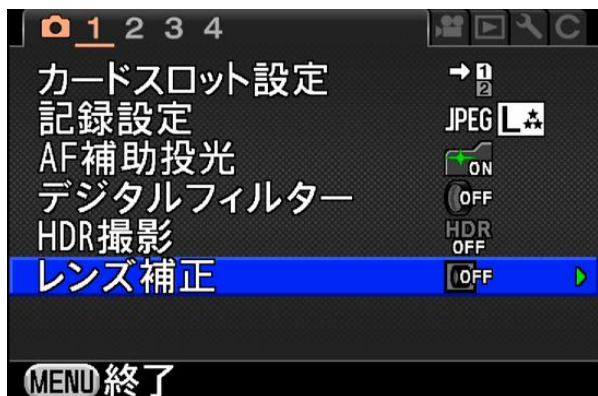 1 2 3 4 C
カードスロット設定 1 2
記録設定 JPEG L
AF補助投光 ON
デジタルフィルター OFF
HDR撮影 HDR OFF
レンズ補正 OFF
MENU 終了